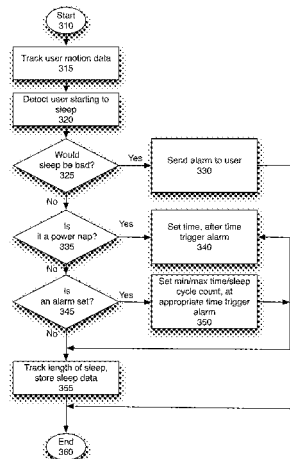 Start
310
Track user motion data
315
Detect user starting to
sleep
320
Would
sleep be bad?
325
Yes
Send alarm to user
330
No
Is
it a power nap?
335
Set time, after time
trigger alarm
340
No
Is
an alarm set?
345
Yes
Set min/max time/sleep
cycle count, at
appropriate time trigger
alarm
350
No
Track length of sleep,
store sleep data
355
End
360